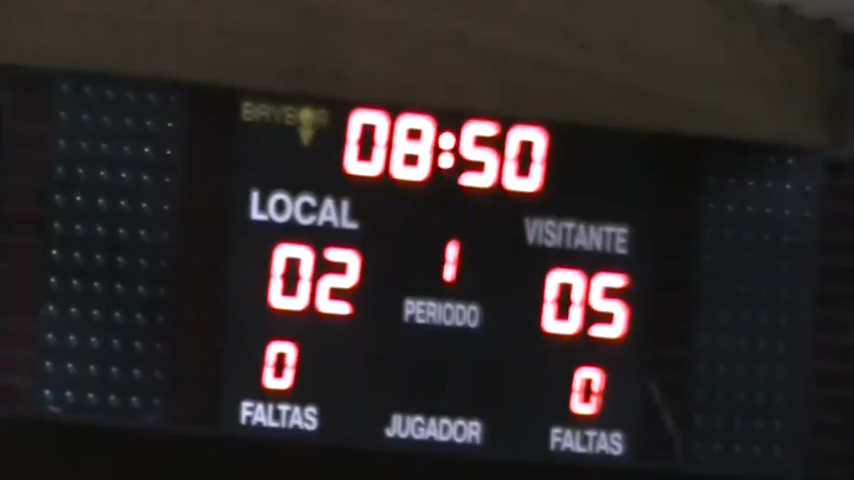 08:50
LOCAL
VISITANTE
02
1
05
PERIODO
0
0
FALTAS
JUGADOR
FALTAS